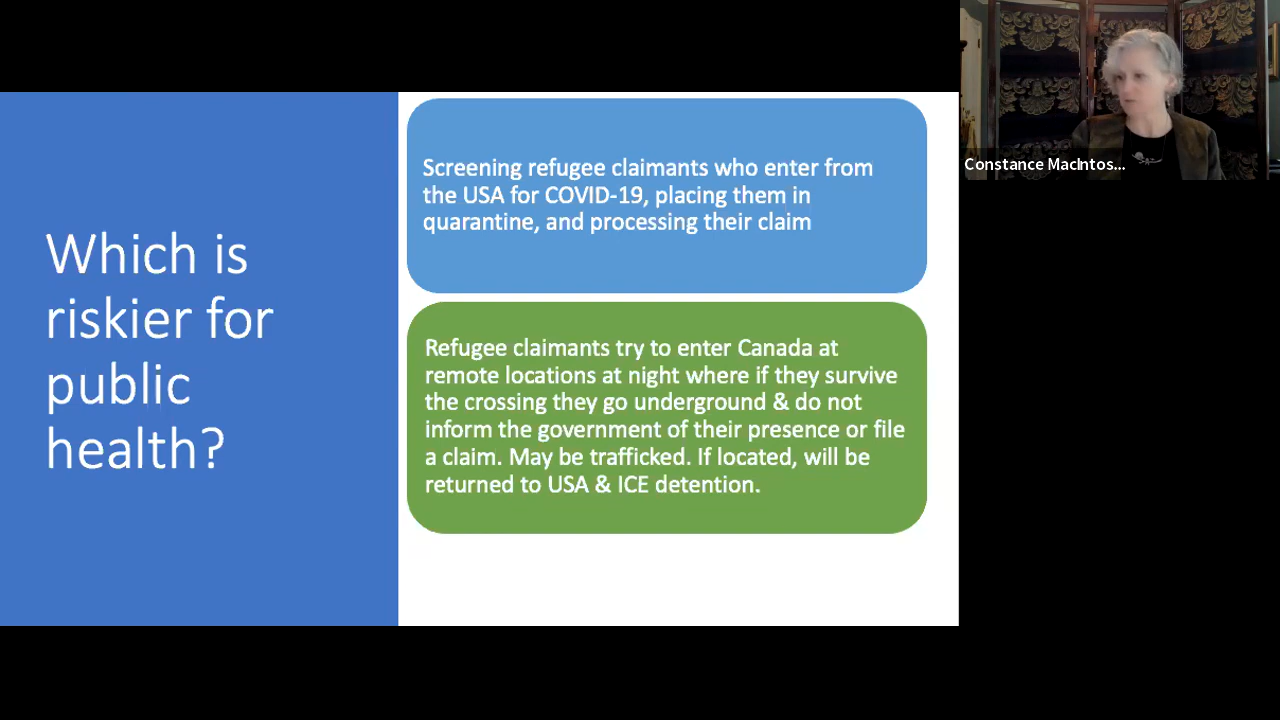 Which is
riskier for
public
health?
Screening refugee claimants who enter from
the USA for COVID-19, placing them in
quarantine, and processing their claim
Refugee claimants try to enter Canada at
remote locations at night where if they survive
the crossing they go underground & do not
inform the government of their presence or file
a claim. May be trafficked. If located, will be
returned to USA & ICE detention.
Constance MacIntos...